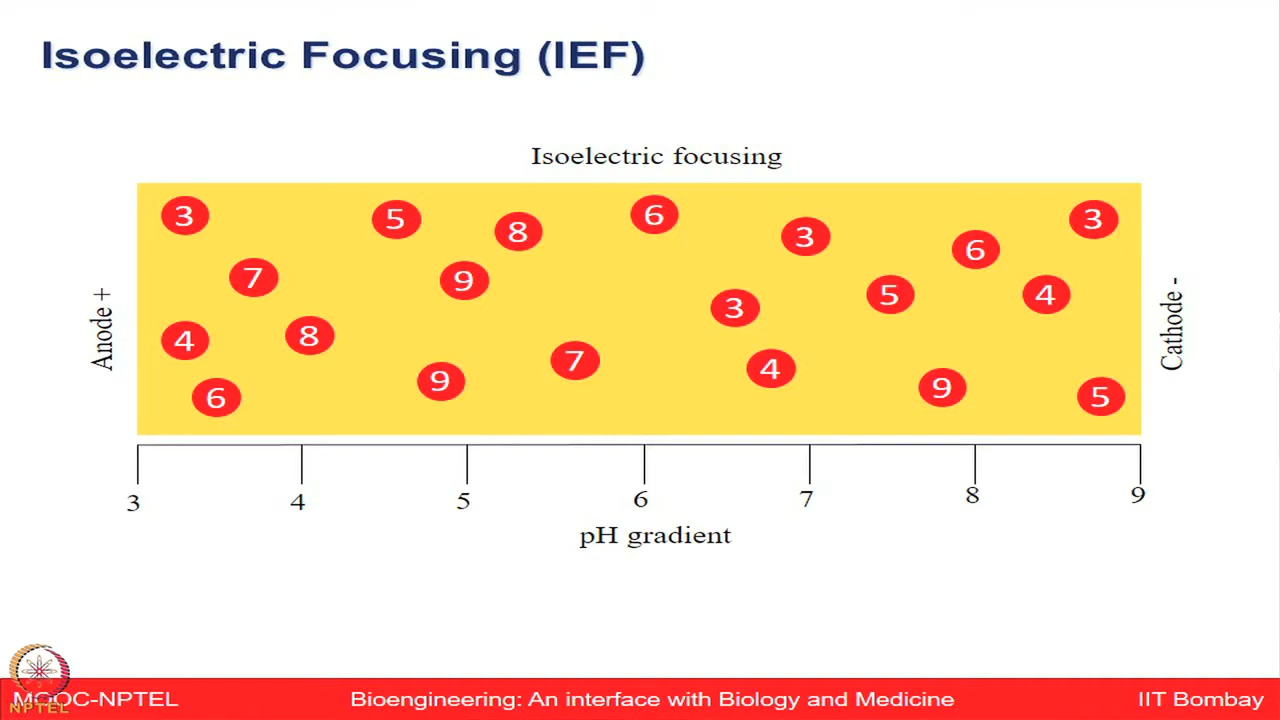 Isoelectric Focusing (IEF)
Isoelectric focusing
3 5 8 6 3 6 3
7 9 3 5 4
4 8 9 7 4 9 5
6
Anode +
Cathode -
3 4 5 6 7 8 9
pH gradient
MOOC-NPTEL Bioengineering: An interface with Biology and Medicine IIT Bombay
NPTEL